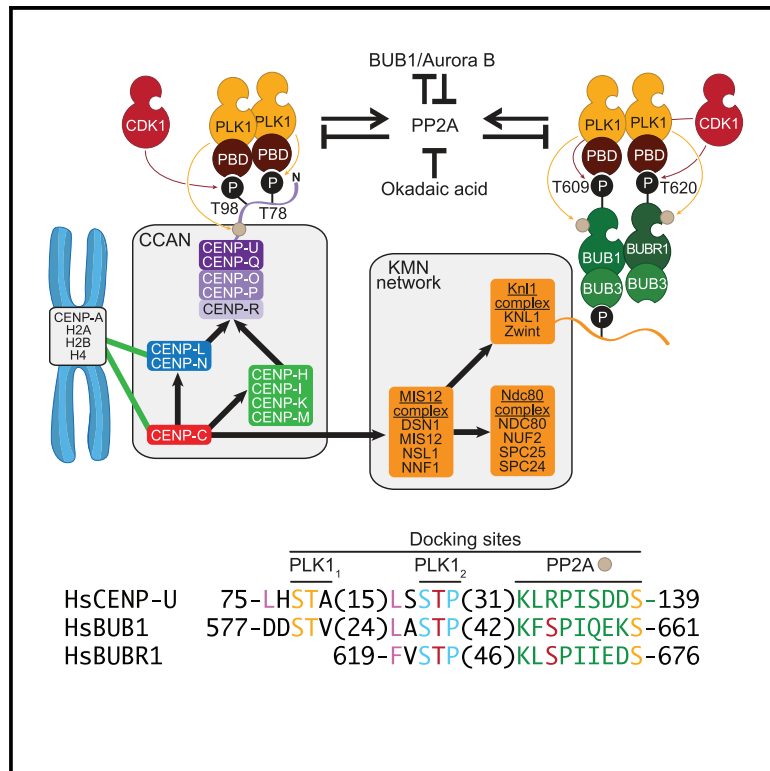 BUB1/Aurora B
PP2A
Okadaic acid
CDK1
PLK1
PLK1
PBD
PBD
P
P
N
T98
T78
CCAN
CENP-U
CENP-Q
CENP-O
CENP-P
CENP-R
CENP-A
H2A
H2B
H4
CENP-L
CENP-N
CENP-C
CENP-H
CENP-I
CENP-K
CENP-M
PLK1
PLK1
CDK1
PBD
PBD
T609
P
P
T620
BUB1
BUBR1
BUB3
BUB3
P
KMN
network
Knl1
complex
KNL1
Zwint
MIS12
complex
DSN1
MIS12
NSL1
NNF1
Ndc80
complex
NDC80
NUF2
SPC25
SPC24
Docking sites
PLK1₁ PLK1₂ PP2A
HsCENP-U 75-LHSTA(15)LSSTP(31)KLRPISDDS-139
HsBUB1 577-DDSTV(24)LASTP(42)KFSPIQEKS-661
HsBUBR1 619-FVSTP(46)KLSPIIEDS-676